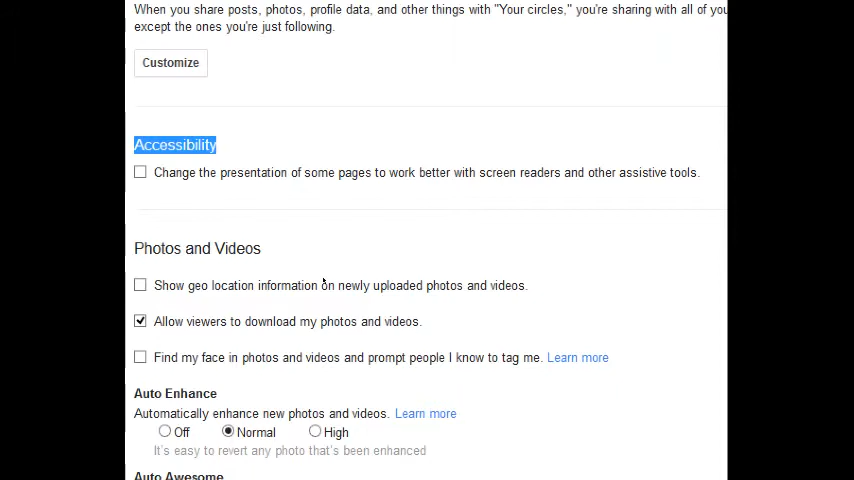 When you share posts, photos, profile data, and other things with "Your circles," you're sharing with all of you
except the ones you're just following.
Customize
Accessibility
Change the presentation of some pages to work better with screen readers and other assistive tools.
Photos and Videos
Show geo location information on newly uploaded photos and videos.
Allow viewers to download my photos and videos.
Find my face in photos and videos and prompt people I know to tag me. Learn more
Auto Enhance
Automatically enhance new photos and videos. Learn more
Off Normal High
It's easy to revert any photo that's been enhanced
Auto Awesome